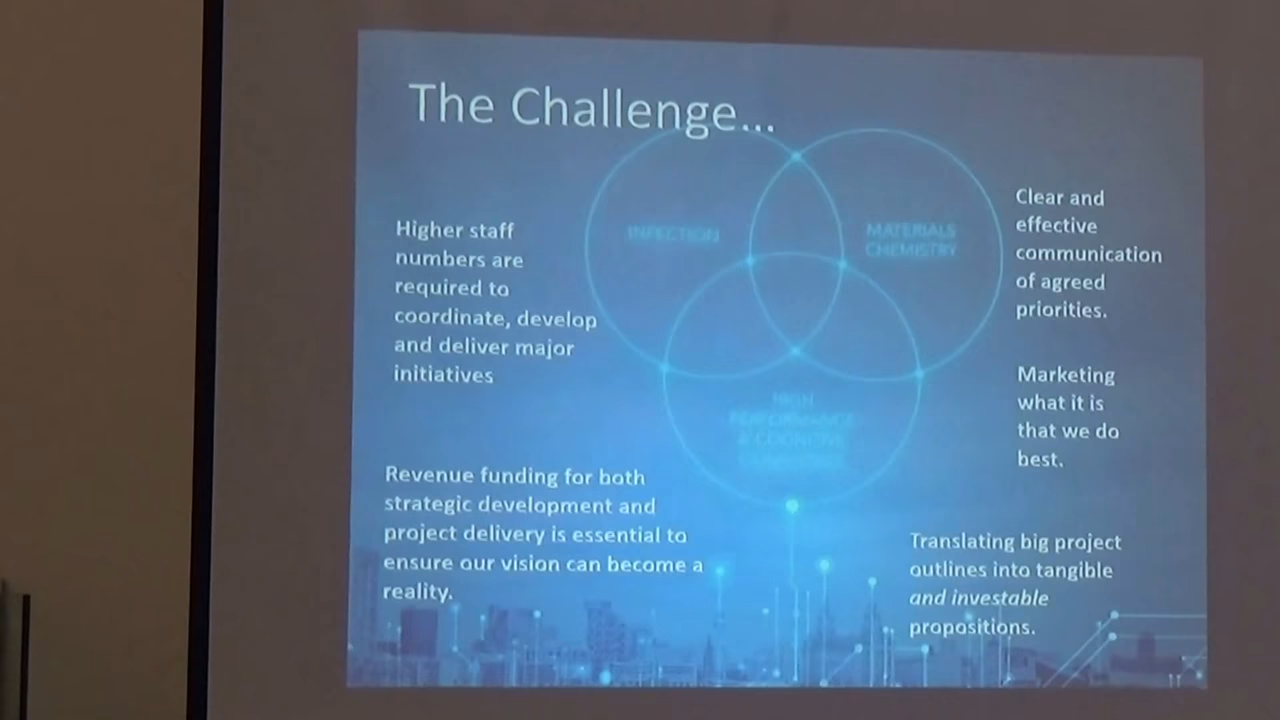 The Challenge...
Higher staff
numbers are
required to
coordinate, develop
and deliver major
initiatives
INFECTION
MATERIALS
CHEMISTRY
Clear and
effective
communication
of agreed
priorities.
Marketing
what it is
that we do
best.
HIGH
PERFORMANCE
& COGNITIVE
Revenue funding for both
strategic development and
project delivery is essential to
ensure our vision can become a
reality.
Translating big project
outlines into tangible
and investable
propositions.